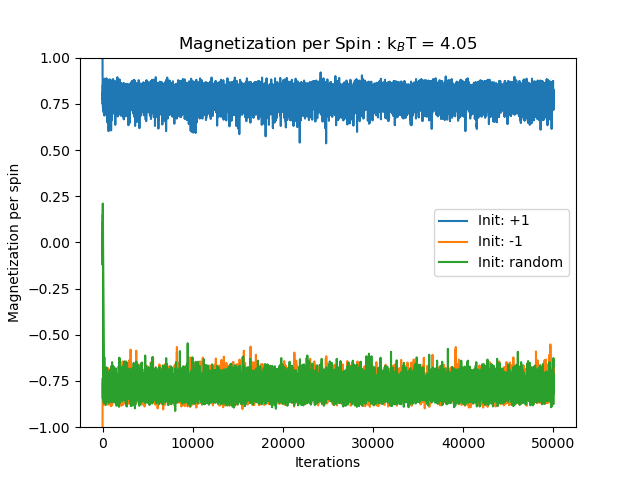 Magnetization per Spin : k_BT = 4.05
Magnetization per spin
1.00
0.75
0.50
0.25
0.00
−0.25
−0.50
−0.75
−1.00
Init: +1
Init: -1
Init: random
0 10000 20000 30000 40000 50000
Iterations